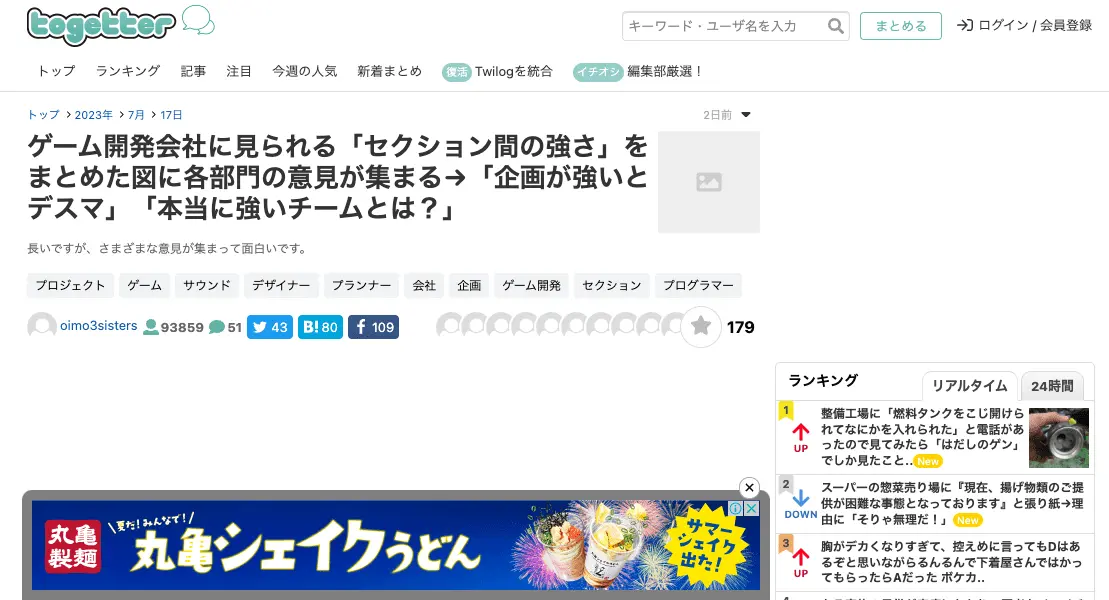 togetter
キーワード・ユーザ名を入力
まとめる
ログイン / 会員登録
トップ ランキング 記事 注目 今週の人気 新着まとめ 復活 Twilogを統合 イチオシ 編集部厳選！
トップ > 2023年 > 7月 > 17日
2日前
ゲーム開発会社に見られる「セクション間の強さ」を
まとめた図に各部門の意見が集まる→「企画が強いと
デスマ」「本当に強いチームとは？」
長いですが、さまざまな意見が集まって面白いです。
プロジェクト ゲーム サウンド デザイナー プランナー 会社 企画 ゲーム開発 セクション プログラマー
oimo3sisters 93859 51 43 B! 80 f 109
179
ランキング
リアルタイム 24時間
1
UP
整備工場に「燃料タンクをこじ開けら
れてなにかを入れられた」と電話があ
ったので見てみたら「はだしのゲン」
でしか見たこと.. New
2
DOWN
スーパーの惣菜売り場に『現在、揚げ物類のご提
供が困難な事態となっております』と張り紙→理
由に「そりゃ無理だ！」 New
3
UP
胸がデカくなりすぎて、控えめに言ってもDはあ
るぞと思いながらるんるんで下着屋さんではかっ
てもらったらAだった ポケカ..
4
丸亀
製麺
夏だ!みんなで!
丸亀シェイクうどん
サマー
シェイク
出た!